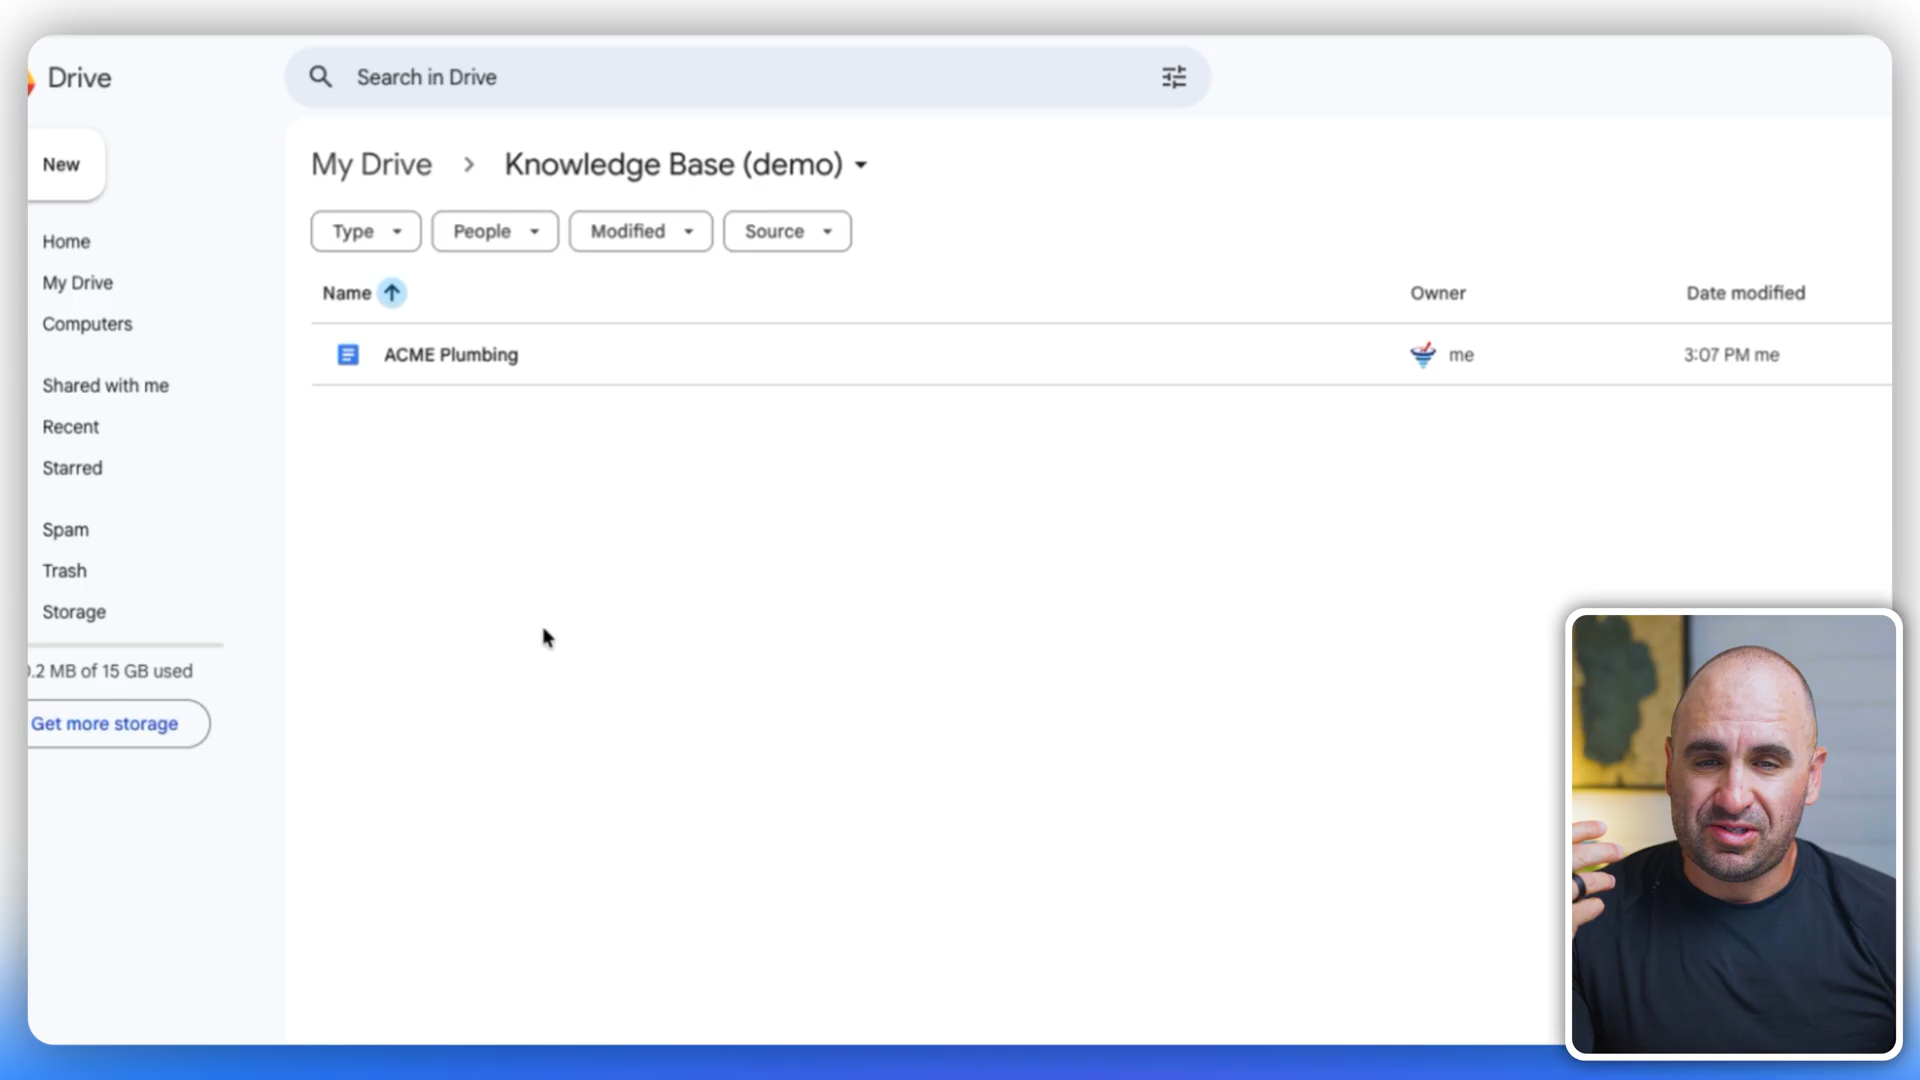 Drive
Search in Drive
New
My Drive > Knowledge Base (demo)
Type
People
Modified
Source
Home
My Drive
Computers
Name
Owner
Date modified
ACME Plumbing
me
3:07 PM me
Shared with me
Recent
Starred
Spam
Trash
Storage
.2 MB of 15 GB used
Get more storage